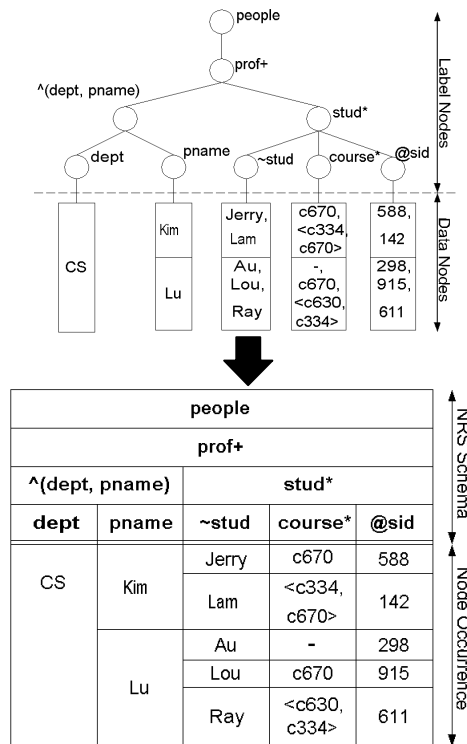 people
prof+
^(dept, pname)
stud*
dept
pname
~stud
course*
@sid
Label Nodes
CS
Kim
Lu
Jerry,
Lam
Au,
Lou,
Ray
c670,
<c334,
c670>
-,
c670,
<c630,
c334>
588,
142
298,
915,
611
Data Nodes
people
prof+
^(dept, pname) stud*
dept pname ~stud course* @sid
NRS Schema
CS
Kim
Jerry c670 588
Lam <c334, c670> 142
Lu
Au - 298
Lou c670 915
Ray <c630, c334> 611
Node Occurrence